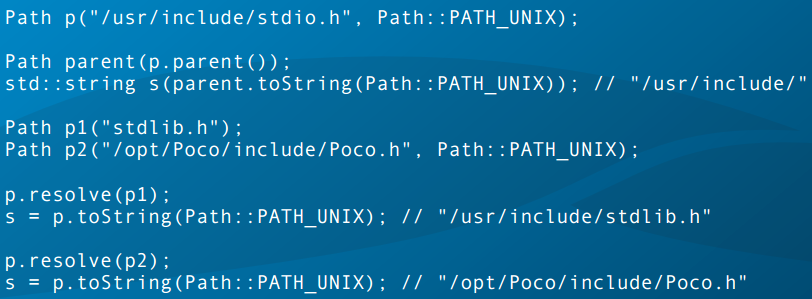 Path p("/usr/include/stdio.h", Path::PATH_UNIX);
Path parent(p.parent());
std::string s(parent.toString(Path::PATH_UNIX)); // "/usr/include/"
Path p1("stdlib.h");
Path p2("/opt/Poco/include/Poco.h", Path::PATH_UNIX);
p.resolve(p1);
s = p.toString(Path::PATH_UNIX); // "/usr/include/stdlib.h"
p.resolve(p2);
s = p.toString(Path::PATH_UNIX); // "/opt/Poco/include/Poco.h"